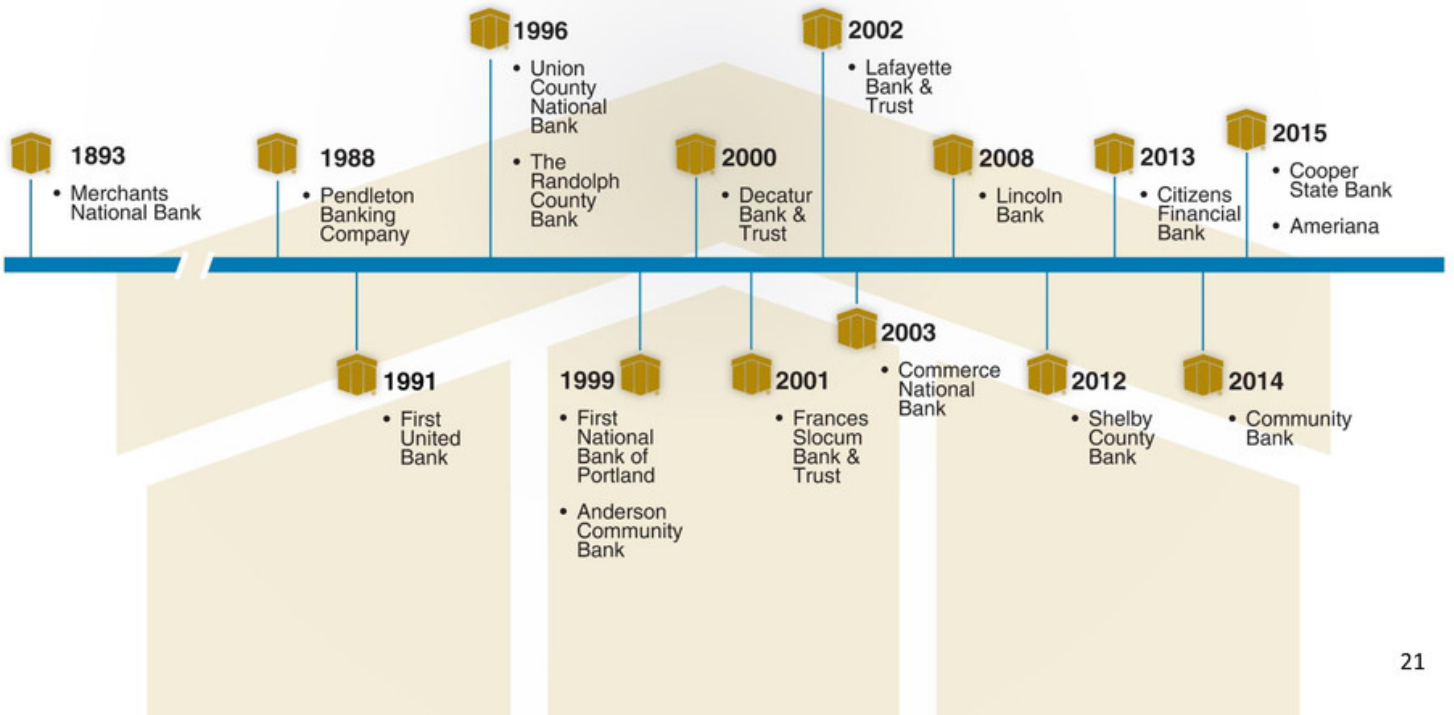 1893
• Merchants
National Bank
1988
• Pendleton
Banking
Company
1991
• First
United
Bank
1996
• Union
County
National
Bank
• The
Randolph
County
Bank
1999
• First
National
Bank of
Portland
• Anderson
Community
Bank
2000
• Decatur
Bank &
Trust
2001
• Frances
Slocum
Bank &
Trust
2002
• Lafayette
Bank &
Trust
2003
• Commerce
National
Bank
2008
• Lincoln
Bank
2012
• Shelby
County
Bank
2013
• Citizens
Financial
Bank
2014
• Community
Bank
2015
• Cooper
State Bank
• Ameriana
21